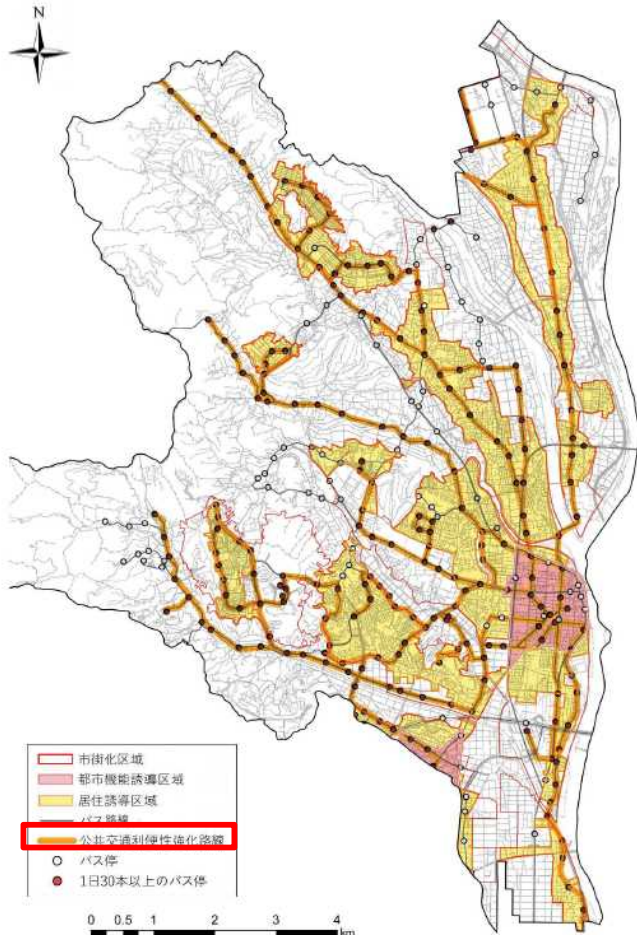 N
市街化区域
都市機能誘導区域
居住誘導区域
バス路線
公共交通利便性強化路線
バス停
1日30本以上のバス停
0 0.5 1 2 3 4
km